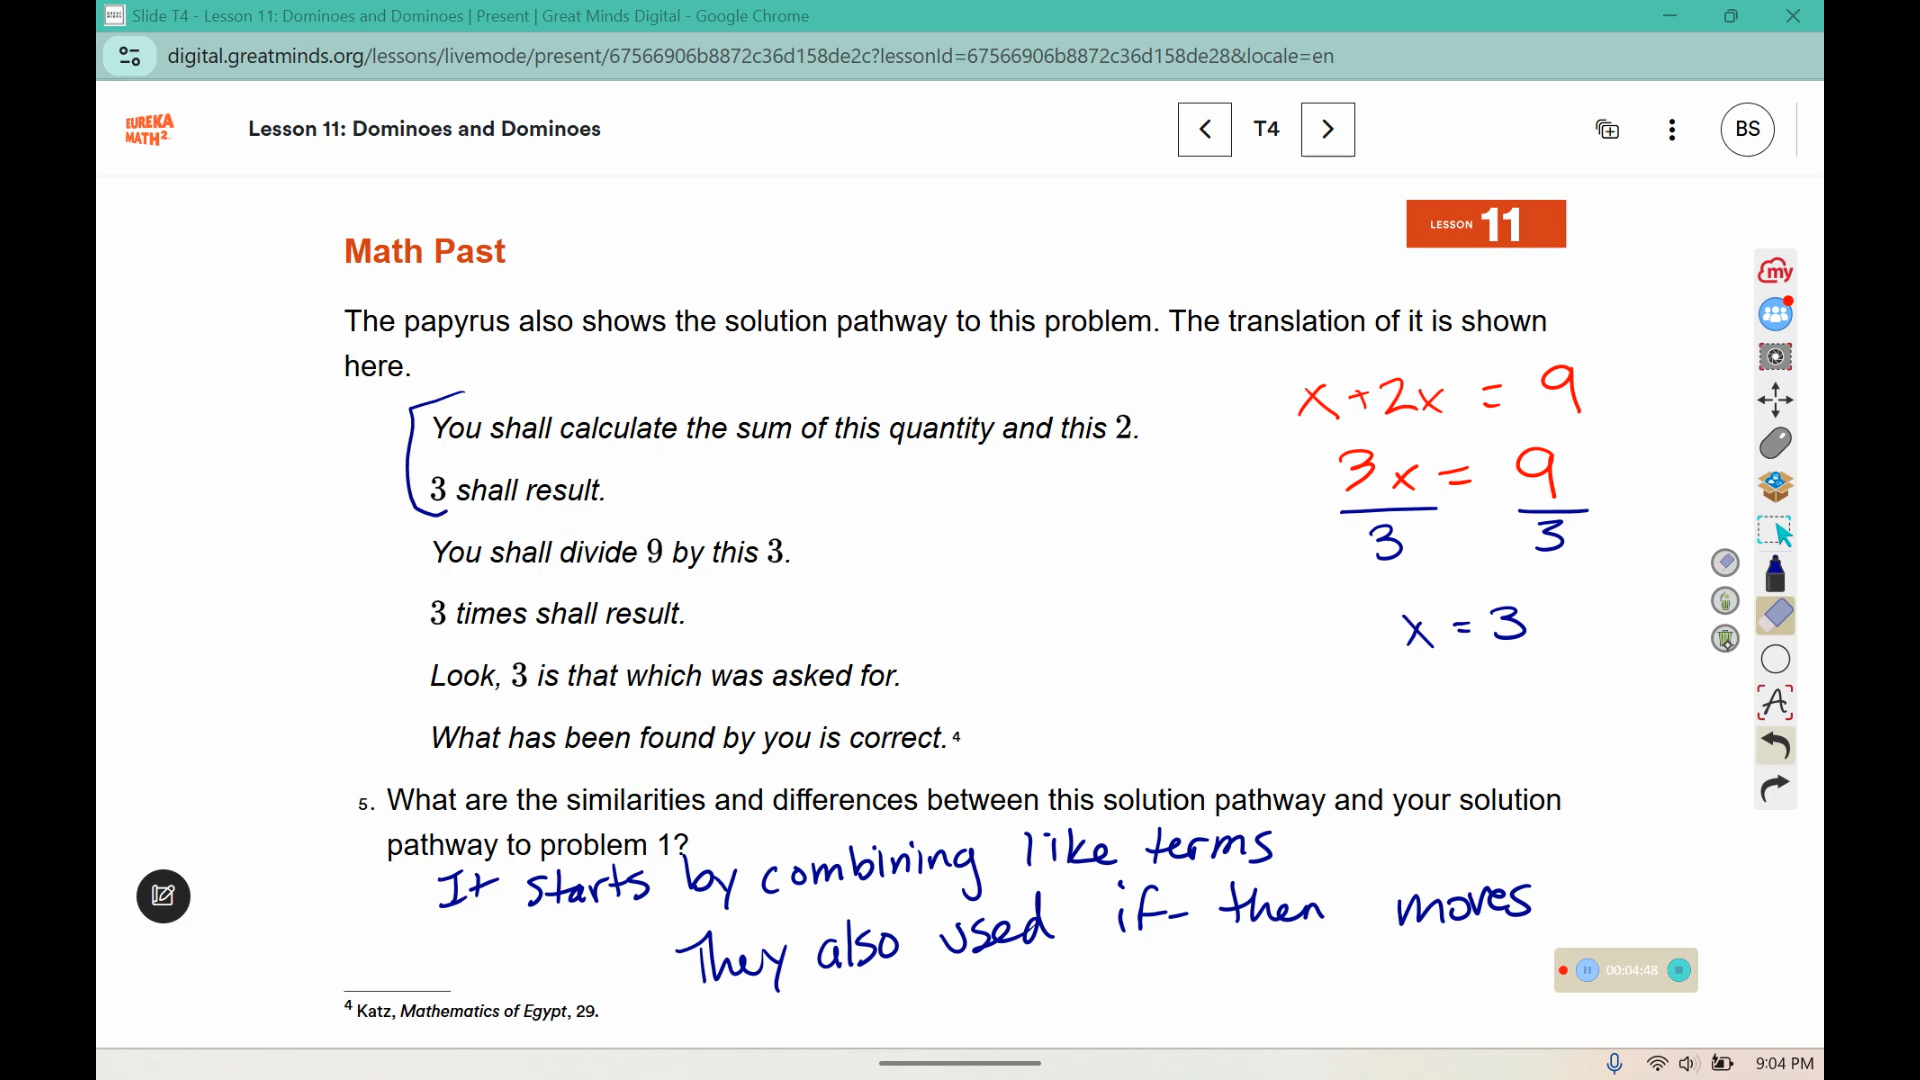 Slide T4 - Lesson 11: Dominoes and Dominoes | Present | Great Minds Digital - Google Chrome
digital.greatminds.org/lessons/livemode/present/67566906b8872c36d158de2c?lessonId=67566906b8872c36d158de28&locale=en
EUREKA
MATH²
Lesson 11: Dominoes and Dominoes
T4
BS
LESSON 11
Math Past
The papyrus also shows the solution pathway to this problem. The translation of it is shown
here.
x + 2x = 9
You shall calculate the sum of this quantity and this 2.
3x = 9
3 shall result.
3 3
You shall divide 9 by this 3.
3 times shall result.
x = 3
Look, 3 is that which was asked for.
What has been found by you is correct. 4
5. What are the similarities and differences between this solution pathway and your solution
pathway to problem 1?
It starts by combining like terms
They also used if-then moves
00:04:48
4 Katz, Mathematics of Egypt, 29.
my
A
9:04 PM